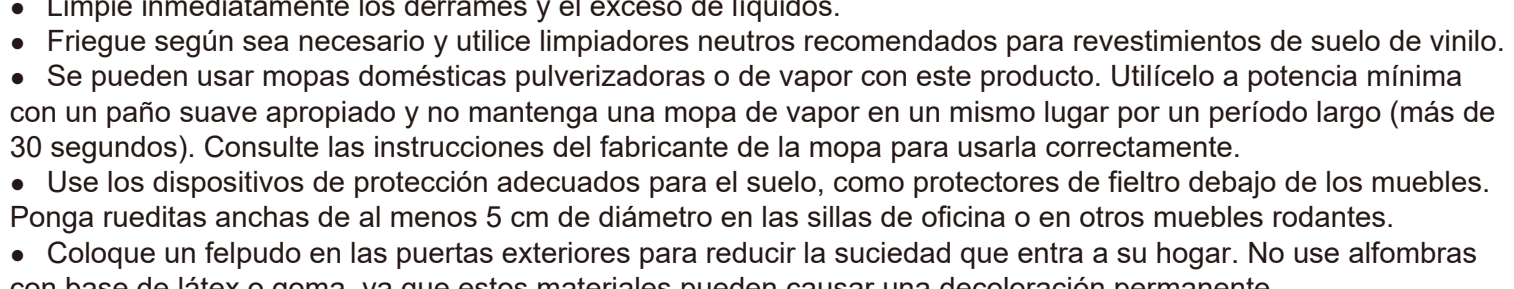 ● Limpie inmediatamente los derrames y el exceso de líquidos.
● Friegue según sea necesario y utilice limpiadores neutros recomendados para revestimientos de suelo de vinilo.
● Se pueden usar mopas domésticas pulverizadoras o de vapor con este producto. Utilícelo a potencia mínima
con un paño suave apropiado y no mantenga una mopa de vapor en un mismo lugar por un período largo (más de
30 segundos). Consulte las instrucciones del fabricante de la mopa para usarla correctamente.
● Use los dispositivos de protección adecuados para el suelo, como protectores de fieltro debajo de los muebles.
Ponga rueditas anchas de al menos 5 cm de diámetro en las sillas de oficina o en otros muebles rodantes.
● Coloque un felpudo en las puertas exteriores para reducir la suciedad que entra a su hogar. No use alfombras
con base de látex o goma, ya que estos materiales pueden causar una decoloración permanente.